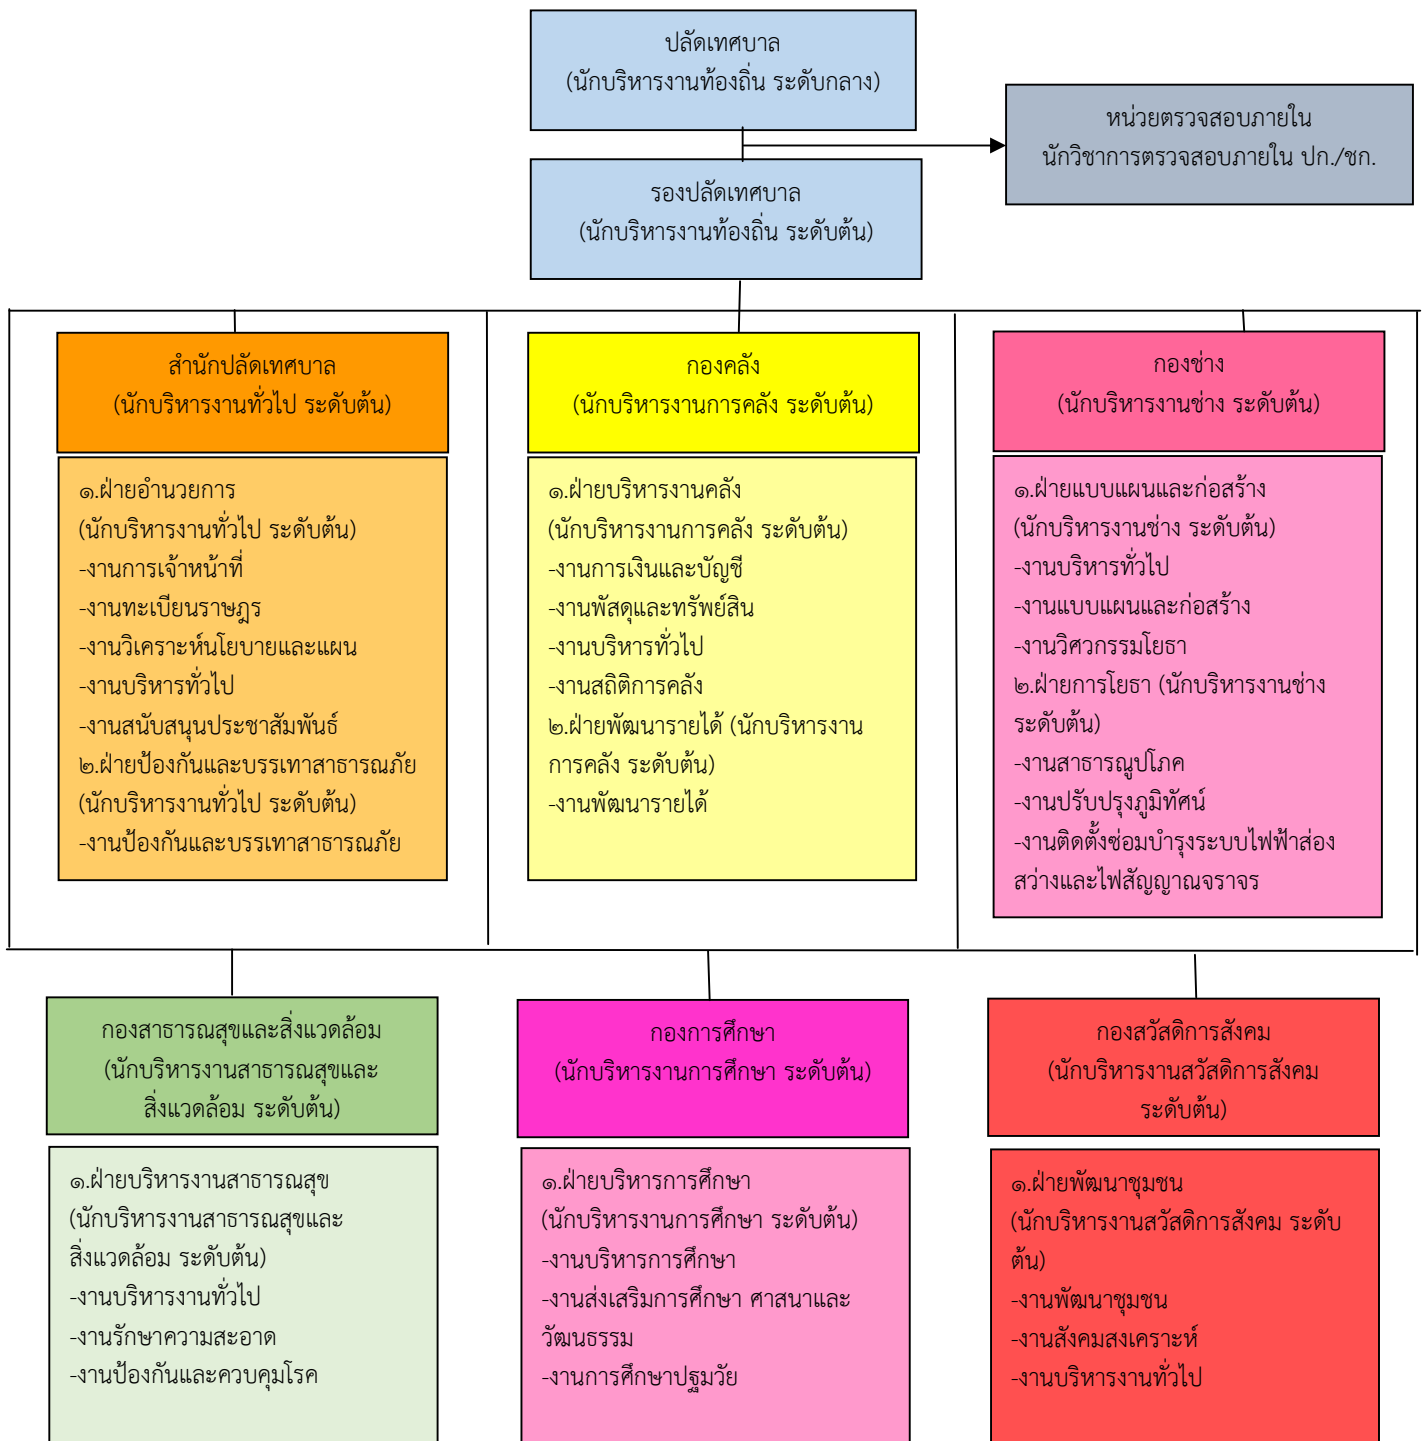 ปลัดเทศบาล
(นักบริหารงานท้องถิ่น ระดับกลาง)
หน่วยตรวจสอบภายใน
นักวิชาการตรวจสอบภายใน ปก./ชก.
รองปลัดเทศบาล
(นักบริหารงานท้องถิ่น ระดับต้น)
สำนักปลัดเทศบาล
(นักบริหารงานทั่วไป ระดับต้น)
๑.ฝ่ายอำนวยการ
(นักบริหารงานทั่วไป ระดับต้น)
-งานการเจ้าหน้าที่
-งานทะเบียนราษฎร
-งานวิเคราะห์นโยบายและแผน
-งานบริหารทั่วไป
-งานสนับสนุนประชาสัมพันธ์
๒.ฝ่ายป้องกันและบรรเทาสาธารณภัย
(นักบริหารงานทั่วไป ระดับต้น)
-งานป้องกันและบรรเทาสาธารณภัย
กองคลัง
(นักบริหารงานการคลัง ระดับต้น)
๑.ฝ่ายบริหารงานคลัง
(นักบริหารงานการคลัง ระดับต้น)
-งานการเงินและบัญชี
-งานพัสดุและทรัพย์สิน
-งานบริหารทั่วไป
-งานสถิติการคลัง
๒.ฝ่ายพัฒนารายได้ (นักบริหารงาน
การคลัง ระดับต้น)
-งานพัฒนารายได้
กองช่าง
(นักบริหารงานช่าง ระดับต้น)
๑.ฝ่ายแบบแผนและก่อสร้าง
(นักบริหารงานช่าง ระดับต้น)
-งานบริหารทั่วไป
-งานแบบแผนและก่อสร้าง
-งานวิศวกรรมโยธา
๒.ฝ่ายการโยธา (นักบริหารงานช่าง
ระดับต้น)
-งานสาธารณูปโภค
-งานปรับปรุงภูมิทัศน์
-งานติดตั้งซ่อมบำรุงระบบไฟฟ้าส่อง
สว่างและไฟสัญญาณจราจร
กองสาธารณสุขและสิ่งแวดล้อม
(นักบริหารงานสาธารณสุขและ
สิ่งแวดล้อม ระดับต้น)
๑.ฝ่ายบริหารงานสาธารณสุข
(นักบริหารงานสาธารณสุขและ
สิ่งแวดล้อม ระดับต้น)
-งานบริหารงานทั่วไป
-งานรักษาความสะอาด
-งานป้องกันและควบคุมโรค
กองการศึกษา
(นักบริหารงานการศึกษา ระดับต้น)
๑.ฝ่ายบริหารการศึกษา
(นักบริหารงานการศึกษา ระดับต้น)
-งานบริหารการศึกษา
-งานส่งเสริมการศึกษา ศาสนาและ
วัฒนธรรม
-งานการศึกษาปฐมวัย
กองสวัสดิการสังคม
(นักบริหารงานสวัสดิการสังคม
ระดับต้น)
๑.ฝ่ายพัฒนาชุมชน
(นักบริหารงานสวัสดิการสังคม ระดับ
ต้น)
-งานพัฒนาชุมชน
-งานสังคมสงเคราะห์
-งานบริหารงานทั่วไป